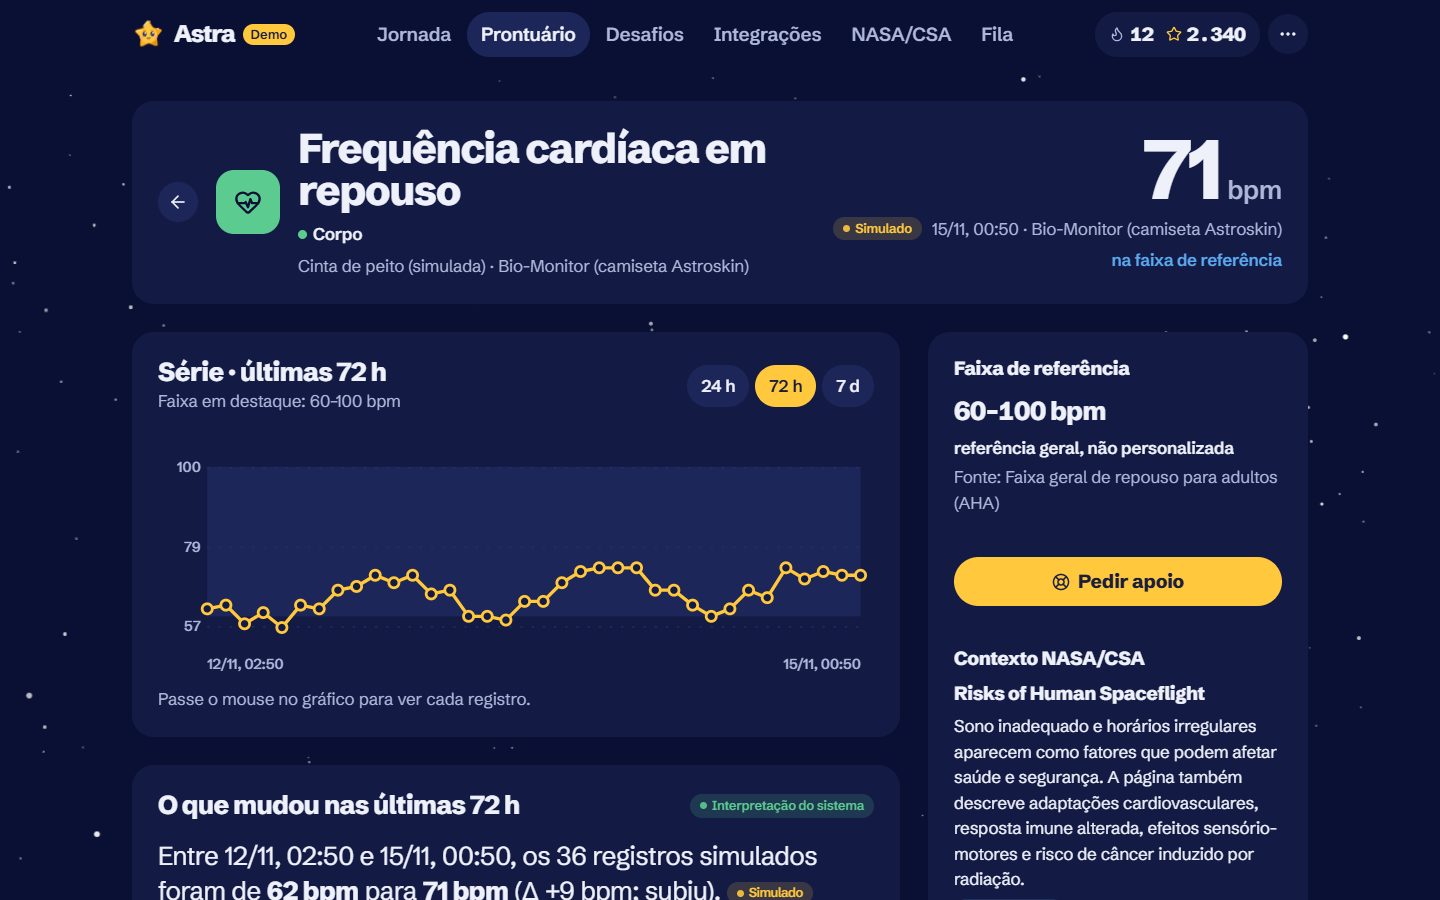 Astra Demo
Jornada Prontuário Desafios Integrações NASA/CSA Fila
12 2.340
Frequência cardíaca em
repouso
Corpo
Cinta de peito (simulada) · Bio-Monitor (camiseta Astroskin)
71 bpm
Simulado 15/11, 00:50 · Bio-Monitor (camiseta Astroskin)
na faixa de referência
Série • últimas 72 h
Faixa em destaque: 60–100 bpm
24 h 72 h 7 d
100
79
57
12/11, 02:50 15/11, 00:50
Passe o mouse no gráfico para ver cada registro.
O que mudou nas últimas 72 h
Interpretação do sistema
Entre 12/11, 02:50 e 15/11, 00:50, os 36 registros simulados
foram de 62 bpm para 71 bpm (Δ +9 bpm; subiu). Simulado
Faixa de referência
60–100 bpm
referência geral, não personalizada
Fonte: Faixa geral de repouso para adultos
(AHA)
Pedir apoio
Contexto NASA/CSA
Risks of Human Spaceflight
Sono inadequado e horários irregulares
aparecem como fatores que podem afetar
saúde e segurança. A página também
descreve adaptações cardiovasculares,
resposta imune alterada, efeitos sensório-
motores e risco de câncer induzido por
radiação.